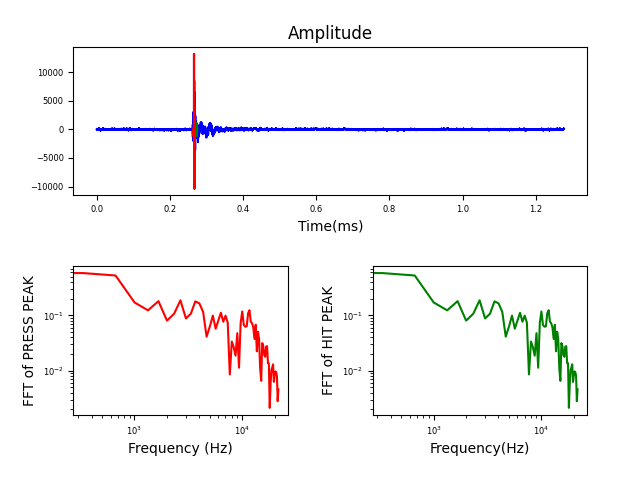 Amplitude
10000
5000
0
−5000
−10000
0.0 0.2 0.4 0.6 0.8 1.0 1.2
Time(ms)
FFT of PRESS PEAK
10⁻¹
10⁻²
10³ 10⁴
Frequency (Hz)
FFT of HIT PEAK
10⁻¹
10⁻²
10³ 10⁴
Frequency(Hz)